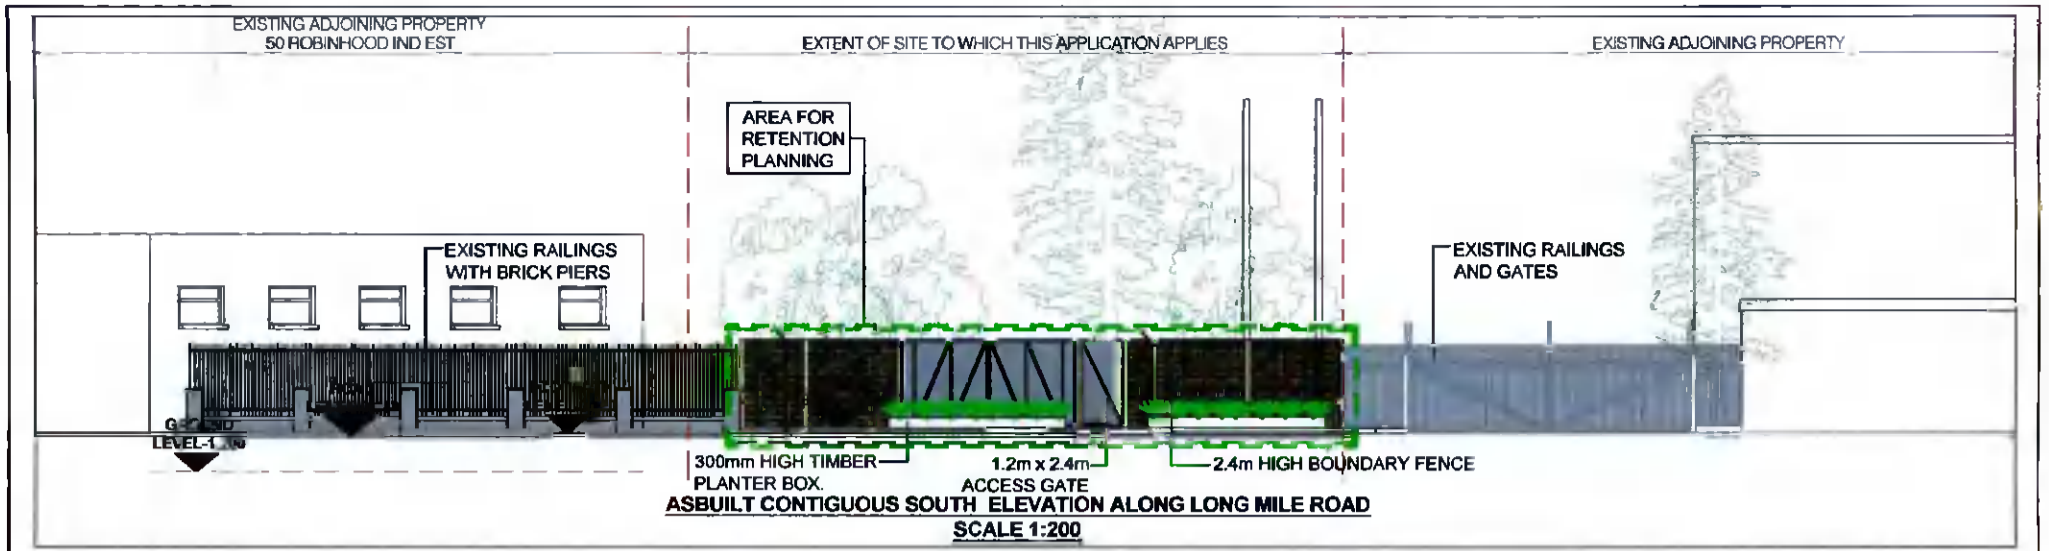 EXISTING ADJOINING PROPERTY
50 ROBINHOOD IND EST
EXTENT OF SITE TO WHICH THIS APPLICATION APPLIES
EXISTING ADJOINING PROPERTY
AREA FOR
RETENTION
PLANNING
EXISTING RAILINGS
WITH BRICK PIERS
EXISTING RAILINGS
AND GATES
GROUND
LEVEL-1
300mm HIGH TIMBER
PLANTER BOX.
1.2m x 2.4m
ACCESS GATE
2.4m HIGH BOUNDARY FENCE
ASBUILT CONTIGUOUS SOUTH ELEVATION ALONG LONG MILE ROAD
SCALE 1:200